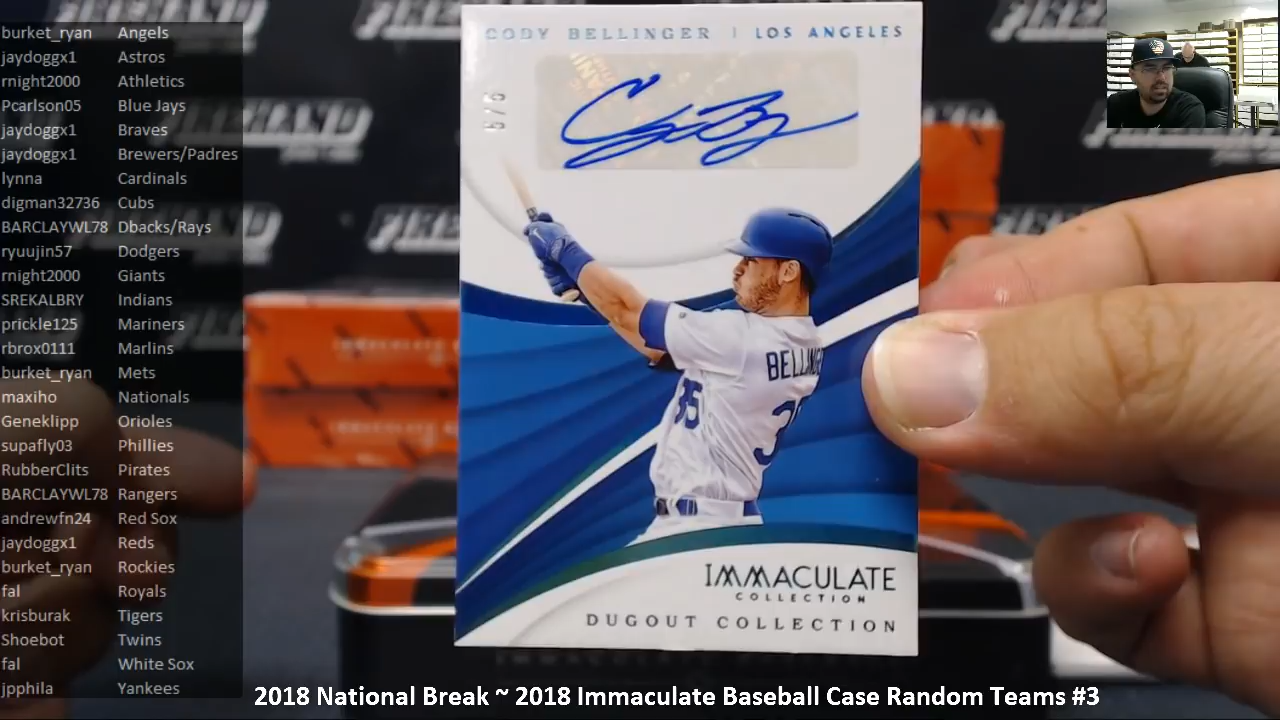 burket_ryan Angels
jaydoggx1 Astros
rnight2000 Athletics
Pcarlson05 Blue Jays
jaydoggx1 Braves
jaydoggx1 Brewers/Padres
lynna Cardinals
digman32736 Cubs
BARCLAYWL78 Dbacks/Rays
ryuujin57 Dodgers
rnight2000 Giants
SREKALBRY Indians
prickle125 Mariners
rbrox0111 Marlins
burket_ryan Mets
maxiho Nationals
Geneklipp Orioles
supafly03 Phillies
RubberClits Pirates
BARCLAYWL78 Rangers
andrewfn24 Red Sox
jaydoggx1 Reds
burket_ryan Rockies
fal Royals
krisburak Tigers
Shoebot Twins
fal White Sox
jpphila Yankees
CODY BELLINGER | LOS ANGELES
5/5
35
IMMACULATE
COLLECTION
DUGOUT COLLECTION
2018 National Break ~ 2018 Immaculate Baseball Case Random Teams #3